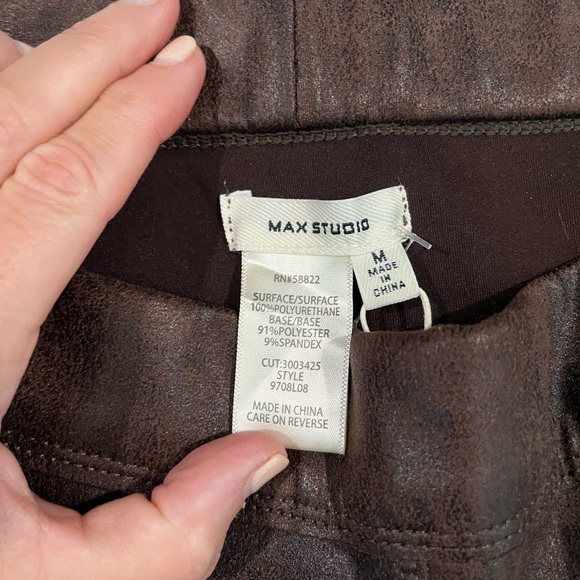 MAX STUDIO
M
MADE
IN
CHINA
RN#58822
SURFACE/SURFACE
100%POLYURETHANE
BASE/BASE
91%POLYESTER
9%SPANDEX
CUT:3003425
STYLE
9708L08
MADE IN CHINA
CARE ON REVERSE